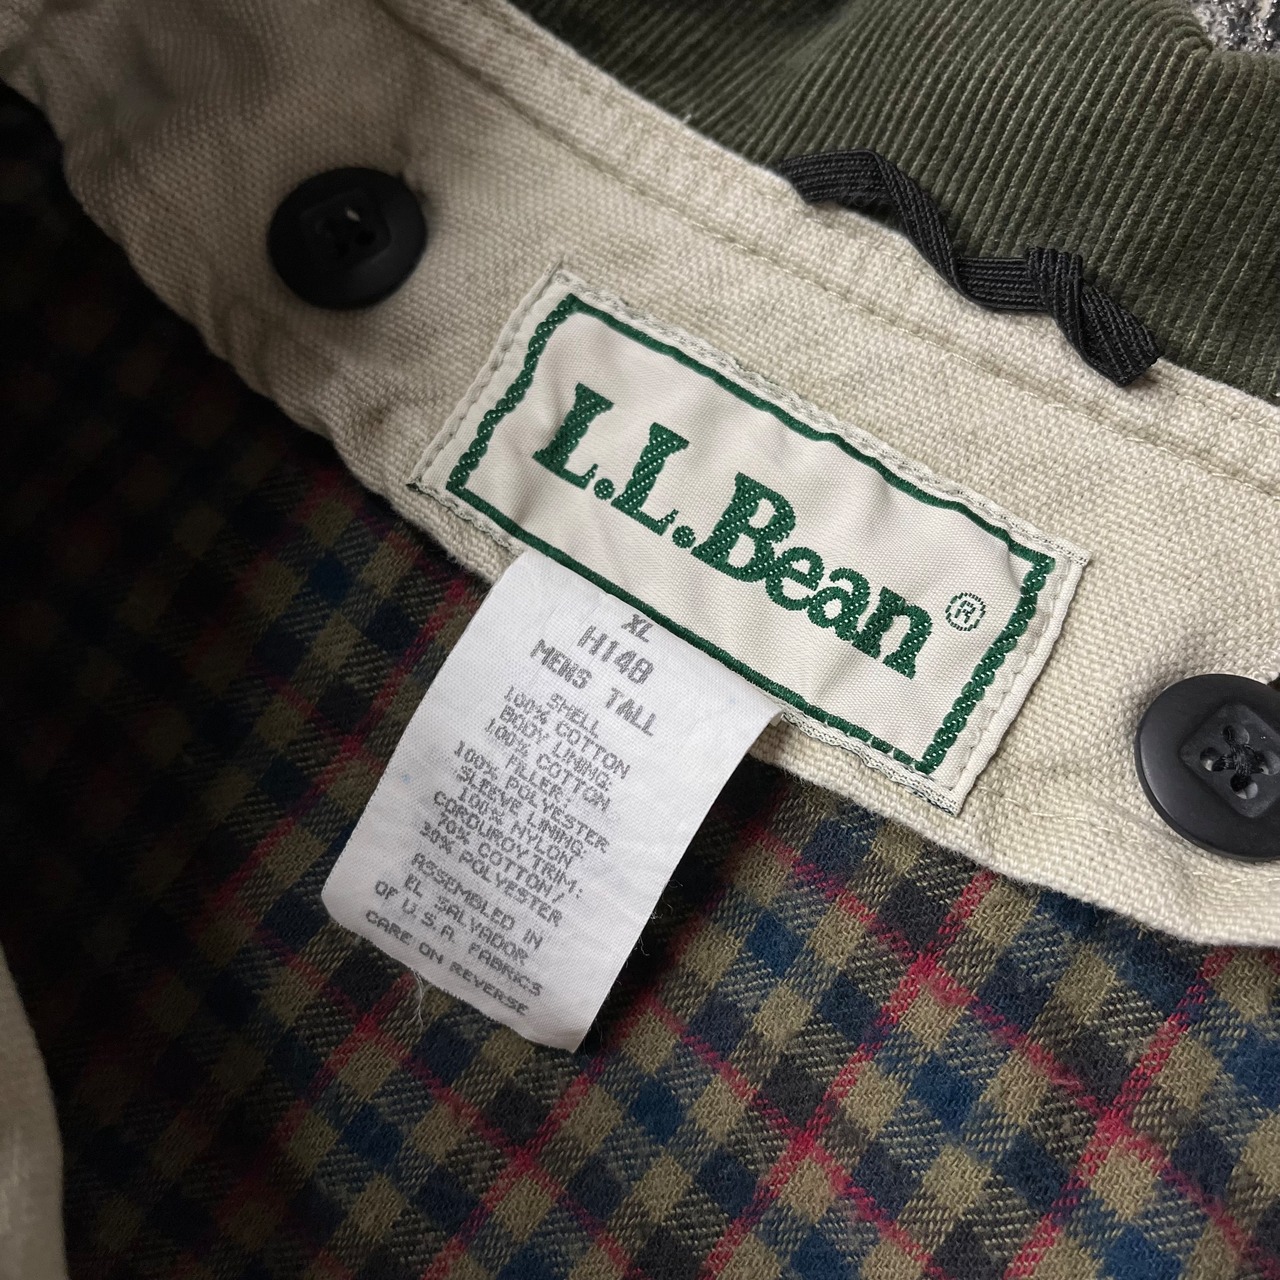 L.L.Bean®
XL
H14B
MENS TALL
SHELL
100% COTTON
BODY LINING:
100% COTTON
FILLER:
100% POLYESTER
SLEEVE LINING:
100% NYLON
CORDUROY TRIM:
70% COTTON/
30% POLYESTER
ASSEMBLED IN
EL SALVADOR
OF U.S.A. FABRICS
CARE ON REVERSE